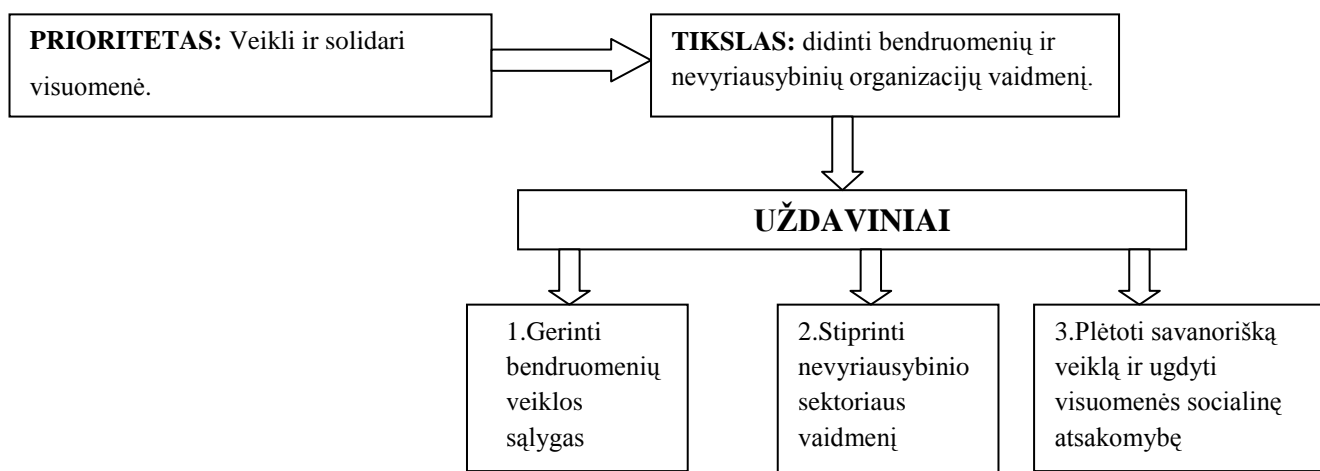 PRIORITETAS: Veikli ir solidari
visuomenė.
TIKSLAS: didinti bendruomenių ir
nevyriausybinių organizacijų vaidmenį.
UŽDAVINIAI
1.Gerinti
bendruomenių
veiklos
sąlygas
2.Stiprinti
nevyriausybinio
sektoriaus
vaidmenį
3.Plėtoti savanorišką
veiklą ir ugdyti
visuomenės socialinę
atsakomybę